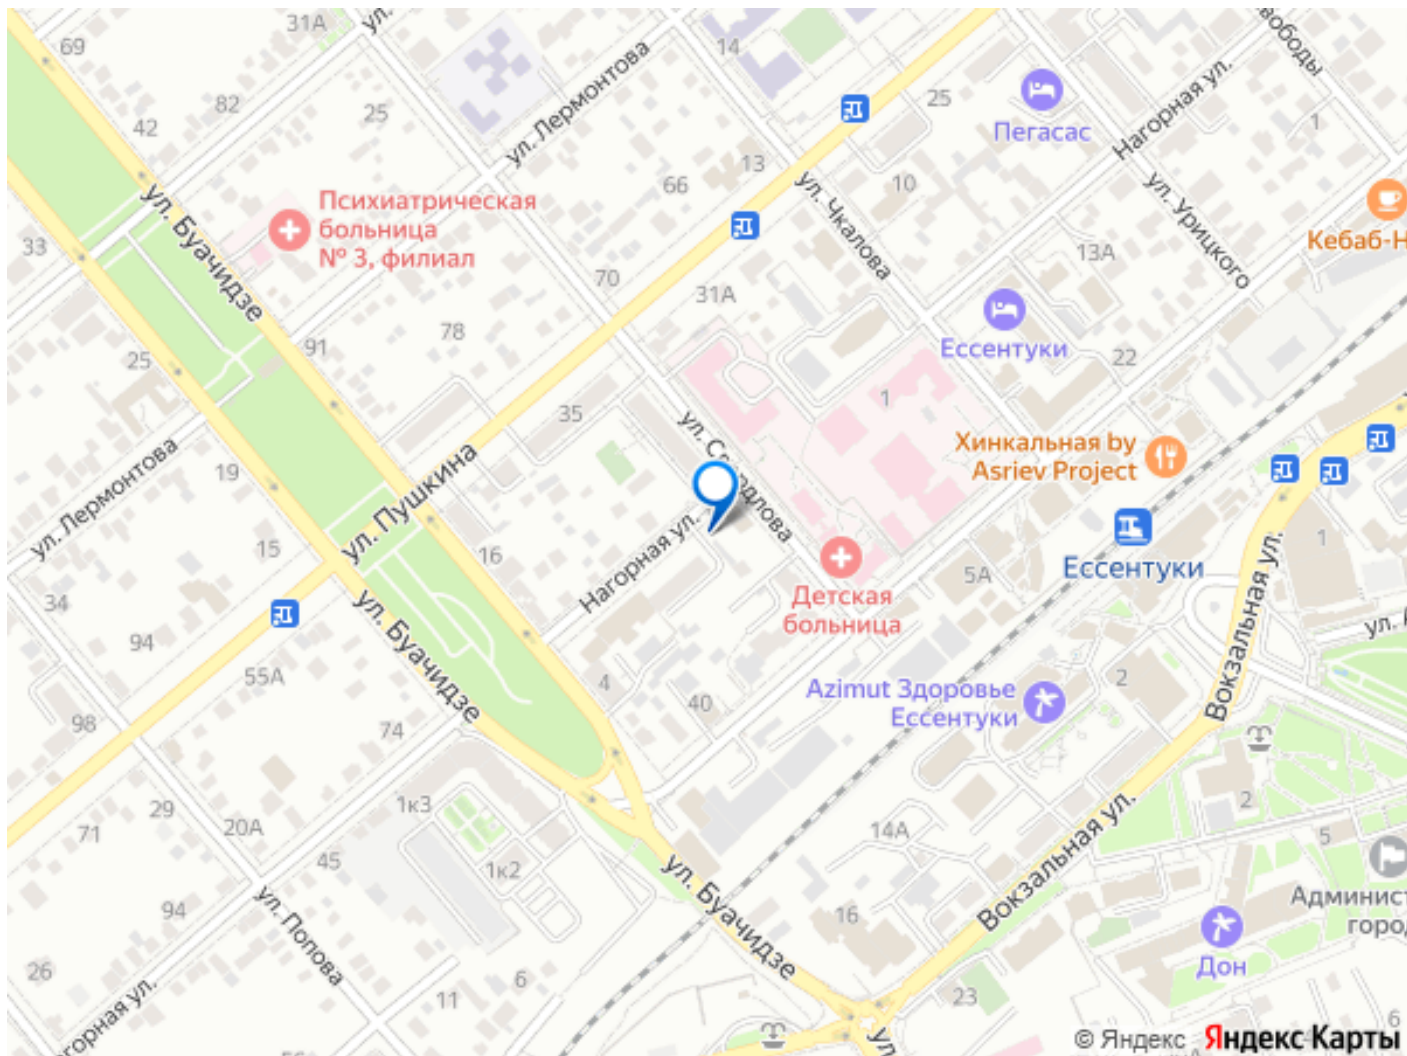 31А
ул.
69
14
вободы
82
25
ул. Лермонтова
25
Нагорная ул.
42
Пегасас
1
13
66
10
ул. Чкалова
ул. Урицкого
ул. Буачидзе
Психиатрическая
больница
№ 3, филиал
33
Кебаб-Н
13А
70
31А
78
91
Ессентуки
25
22
1
35
ул. Лермонтова
19
ул. Пушкина
Хинкальная by
Asriev Project
15
16
Нагорная ул.
1
Ессентуки
5А
34
Детская
больница
ул. Буачидзе
94
55А
4
40
Azimut Здоровье
Ессентуки
2
Вокзальная ул.
98
74
1к3
29
20А
71
45
1к2
14А
Вокзальная ул.
2
5
ул. Буачидзе
Админист
горо
94
ул. Попова
16
Дон
26
11
6
23
6
© Яндекс Яндекс Карты